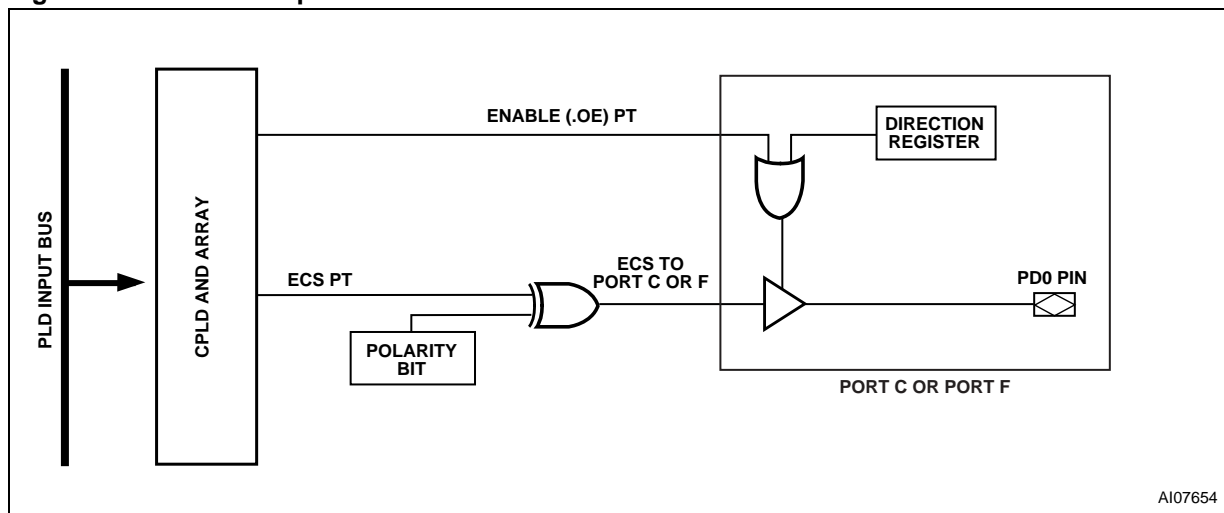 ENABLE (.OE) PT
DIRECTION
REGISTER
PLD INPUT BUS
CPLD AND ARRAY
ECS PT
ECS TO
PORT C OR F
PD0 PIN
POLARITY
BIT
PORT C OR PORT F
AI07654